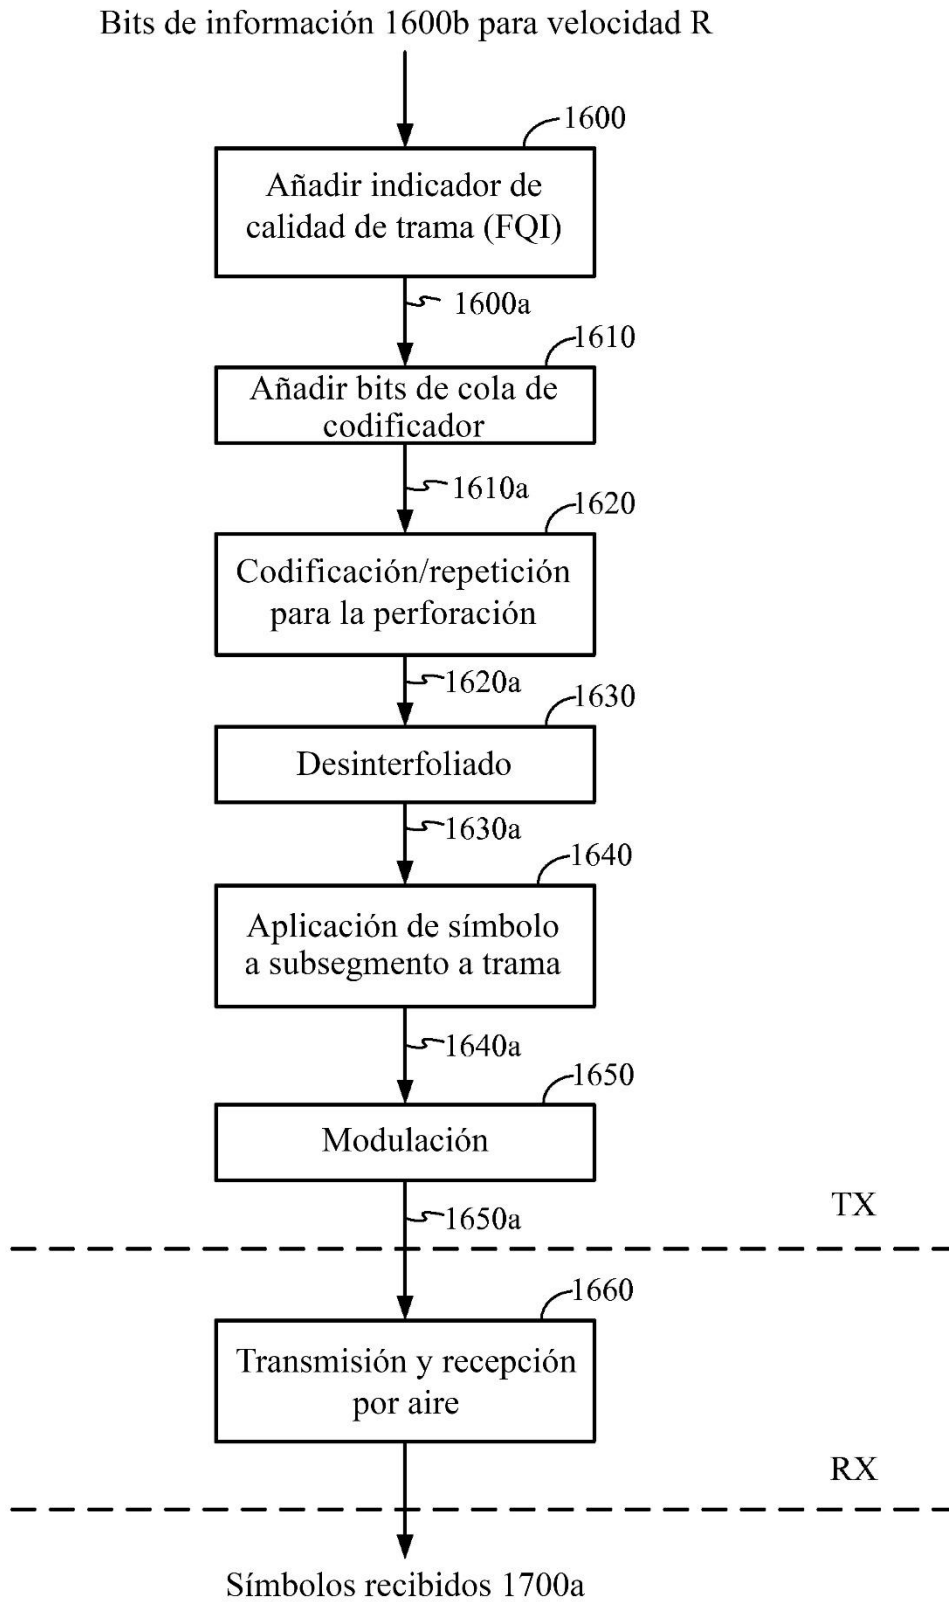 Bits de información 1600b para velocidad R
1600
Añadir indicador de
calidad de trama (FQI)
1600a
1610
Añadir bits de cola de
codificador
1610a
1620
Codificación/repetición
para la perforación
1620a
1630
Desinterfoliado
1630a
1640
Aplicación de símbolo
a subsegmento a trama
1640a
1650
Modulación
1650a
TX
1660
Transmisión y recepción
por aire
RX
Símbolos recibidos 1700a